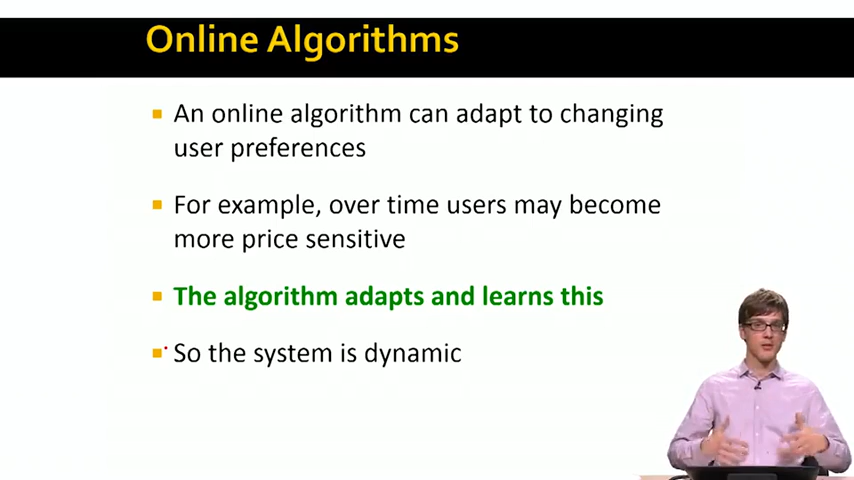 Online Algorithms
An online algorithm can adapt to changing
user preferences
For example, over time users may become
more price sensitive
The algorithm adapts and learns this
So the system is dynamic